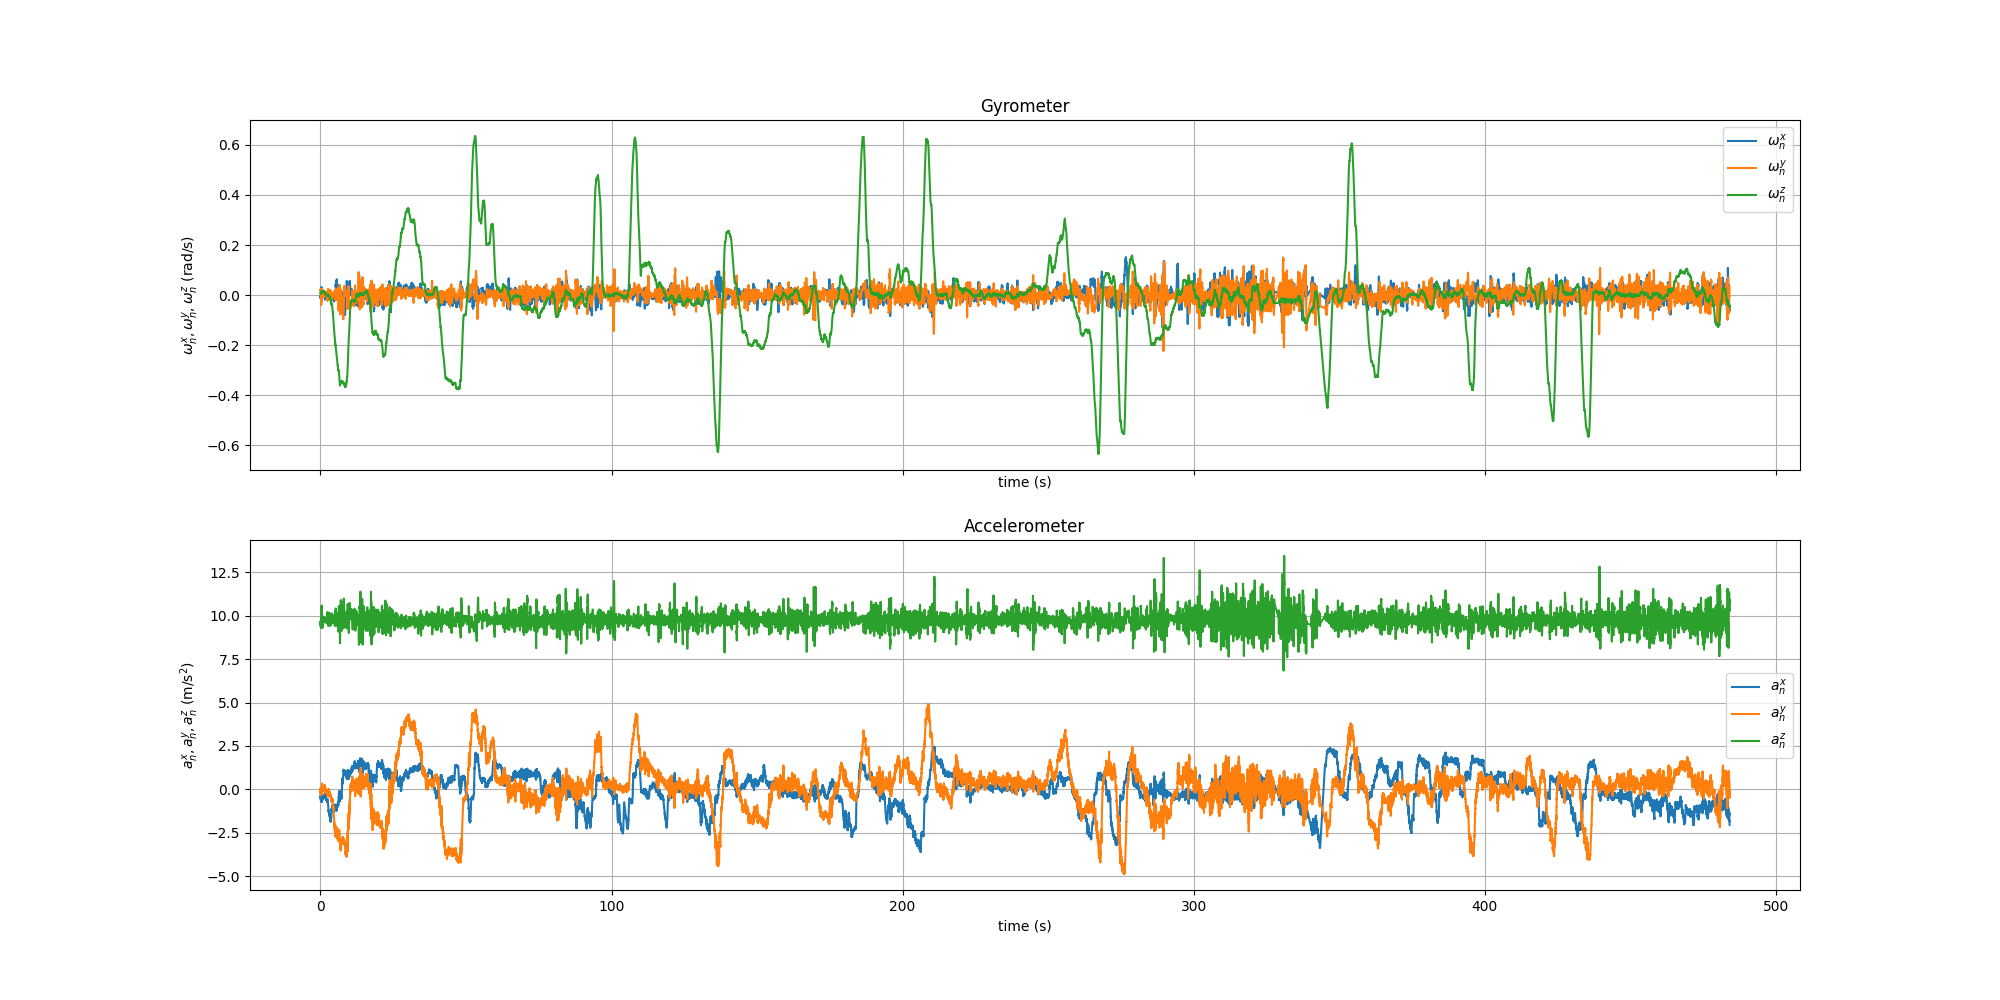 Gyrometer
0.6
0.4
0.2
0.0
−0.2
−0.4
−0.6
ω_n^x, ω_n^y, ω_n^z (rad/s)
ω_n^x
ω_n^y
ω_n^z
time (s)
Accelerometer
12.5
10.0
7.5
5.0
2.5
0.0
−2.5
−5.0
a_n^x, a_n^y, a_n^z (m/s²)
a_n^x
a_n^y
a_n^z
0 100 200 300 400 500
time (s)